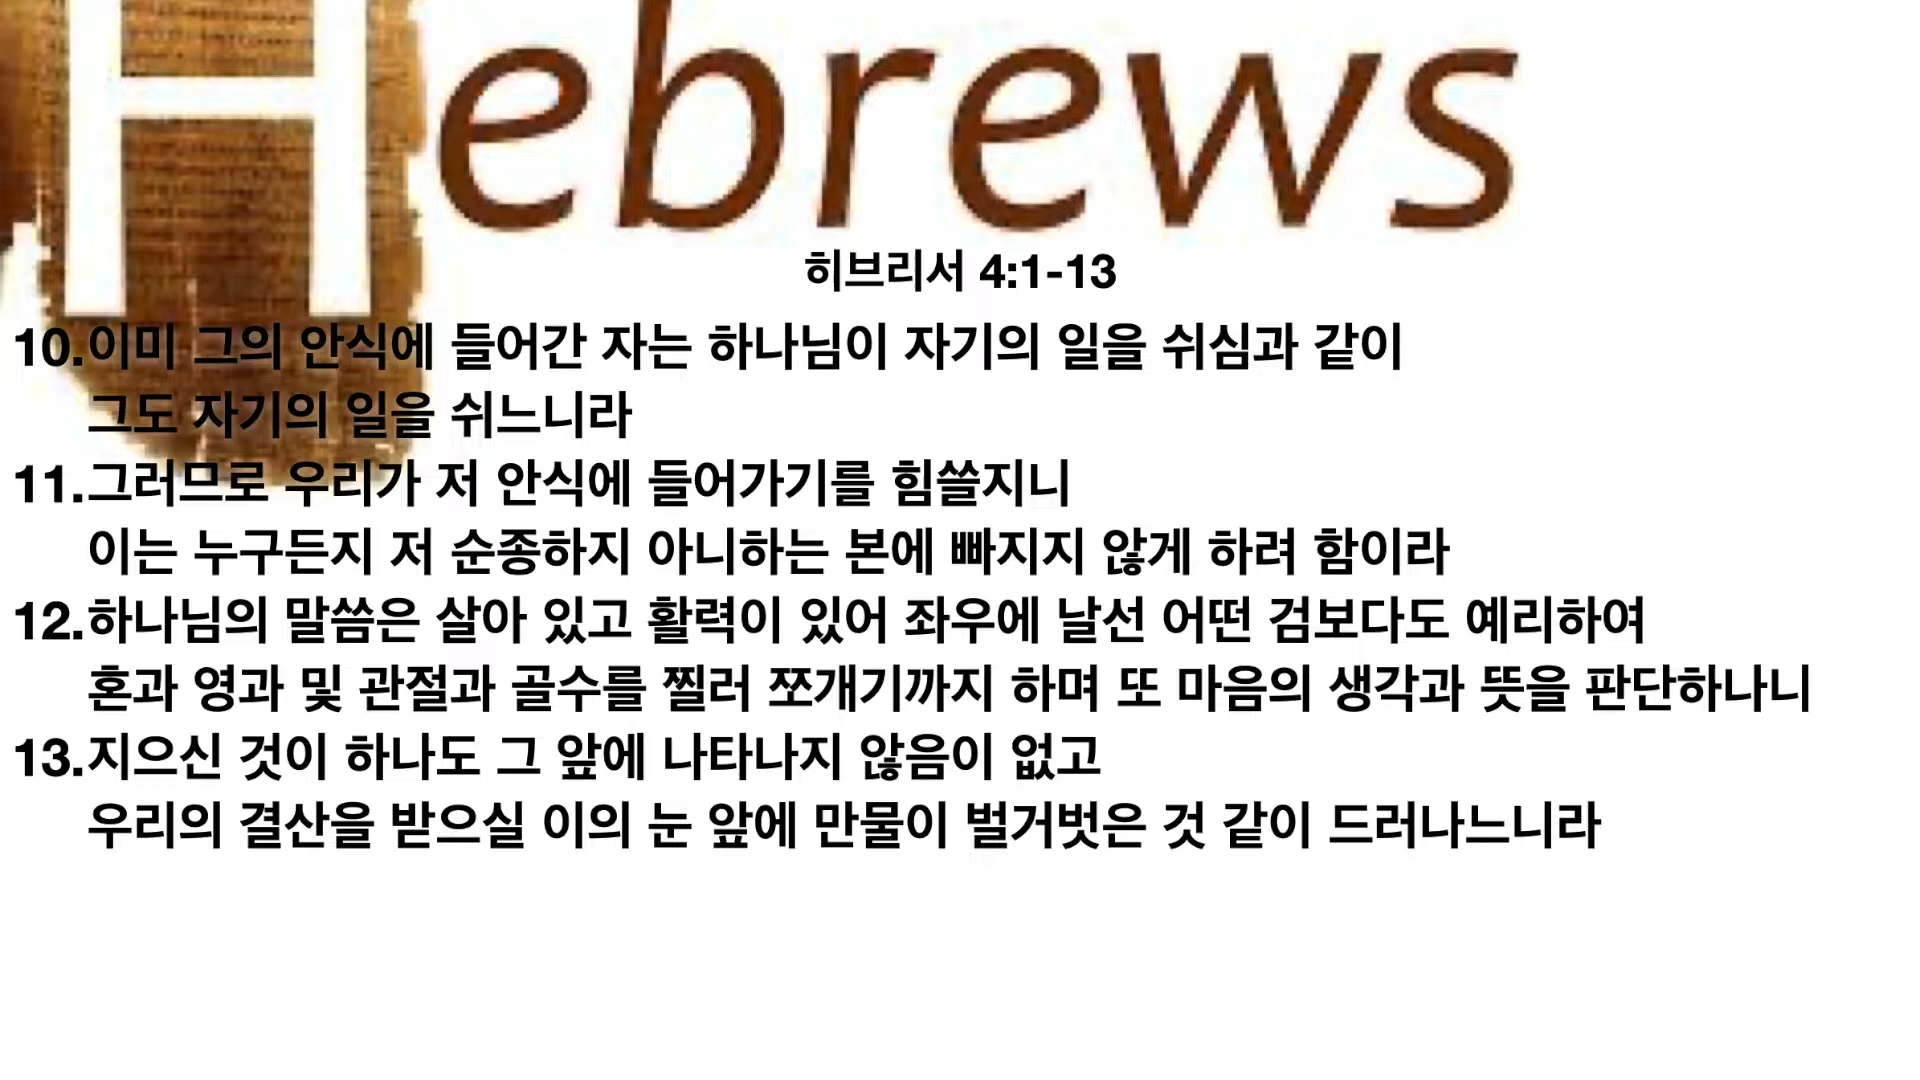 Hebrews
히브리서 4:1-13
10.이미 그의 안식에 들어간 자는 하나님이 자기의 일을 쉬심과 같이
그도 자기의 일을 쉬느니라
11.그러므로 우리가 저 안식에 들어가기를 힘쓸지니
이는 누구든지 저 순종하지 아니하는 본에 빠지지 않게 하려 함이라
12.하나님의 말씀은 살아 있고 활력이 있어 좌우에 날선 어떤 검보다도 예리하여
혼과 영과 및 관절과 골수를 찔러 쪼개기까지 하며 또 마음의 생각과 뜻을 판단하나니
13.지으신 것이 하나도 그 앞에 나타나지 않음이 없고
우리의 결산을 받으실 이의 눈 앞에 만물이 벌거벗은 것 같이 드러나느니라